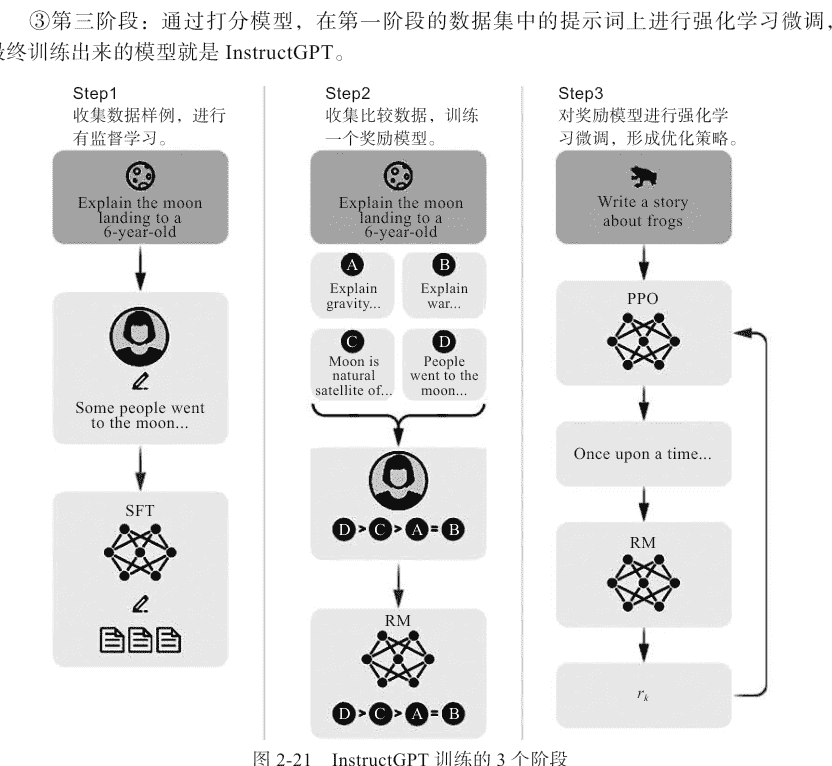 ③第三阶段：通过打分模型，在第一阶段的数据集中的提示词上进行强化学习微调，
最终训练出来的模型就是 InstructGPT。
Step1
收集数据样例，进行
有监督学习。
Explain the moon
landing to a
6-year-old
Some people went
to the moon...
SFT
Step2
收集比较数据，训练
一个奖励模型。
Explain the moon
landing to a
6-year-old
A
Explain
gravity...
B
Explain
war...
C
Moon is
natural
satellite of...
D
People
went to the
moon...
D > C > A = B
RM
D > C > A = B
Step3
对奖励模型进行强化学
习微调，形成优化策略。
Write a story
about frogs
PPO
Once upon a time...
RM
rₖ
图 2-21 InstructGPT 训练的 3 个阶段